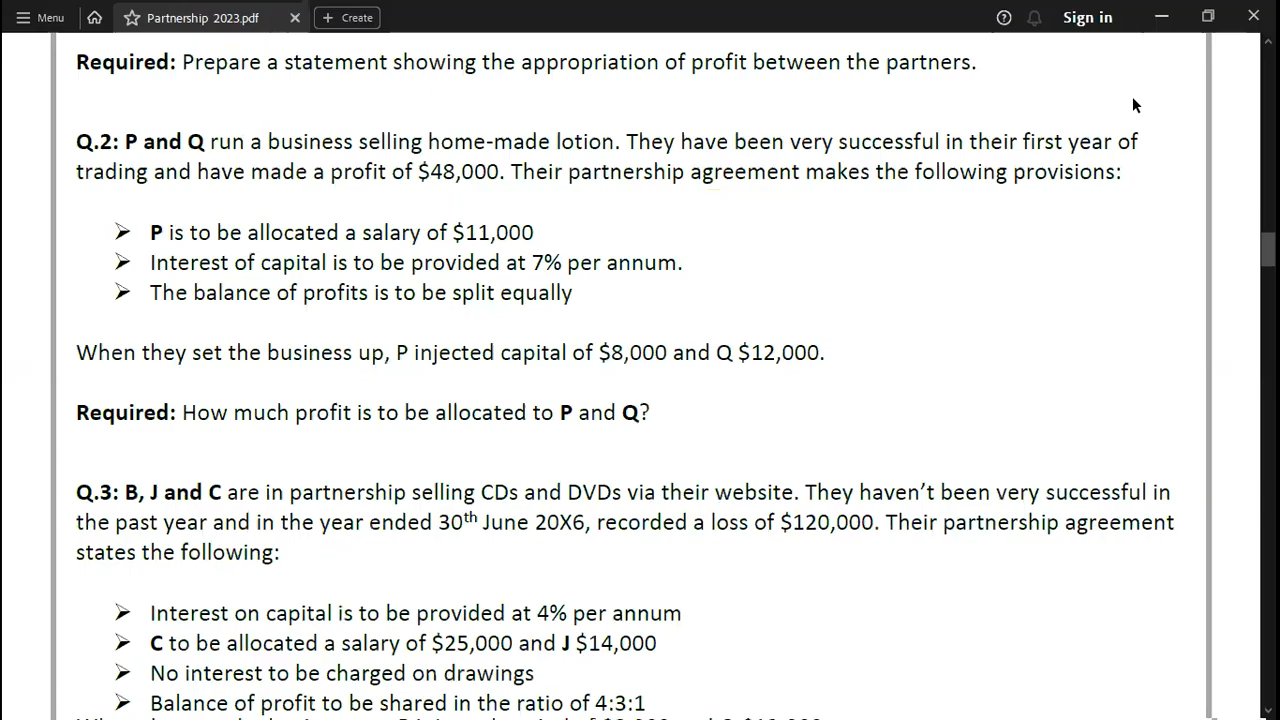 Menu
Partnership 2023.pdf
Create
Sign in
Required: Prepare a statement showing the appropriation of profit between the partners.
Q.2: P and Q run a business selling home-made lotion. They have been very successful in their first year of
trading and have made a profit of $48,000. Their partnership agreement makes the following provisions:
➢ P is to be allocated a salary of $11,000
➢ Interest of capital is to be provided at 7% per annum.
➢ The balance of profits is to be split equally
When they set the business up, P injected capital of $8,000 and Q $12,000.
Required: How much profit is to be allocated to P and Q?
Q.3: B, J and C are in partnership selling CDs and DVDs via their website. They haven’t been very successful in
the past year and in the year ended 30th June 20X6, recorded a loss of $120,000. Their partnership agreement
states the following:
➢ Interest on capital is to be provided at 4% per annum
➢ C to be allocated a salary of $25,000 and J $14,000
➢ No interest to be charged on drawings
➢ Balance of profit to be shared in the ratio of 4:3:1